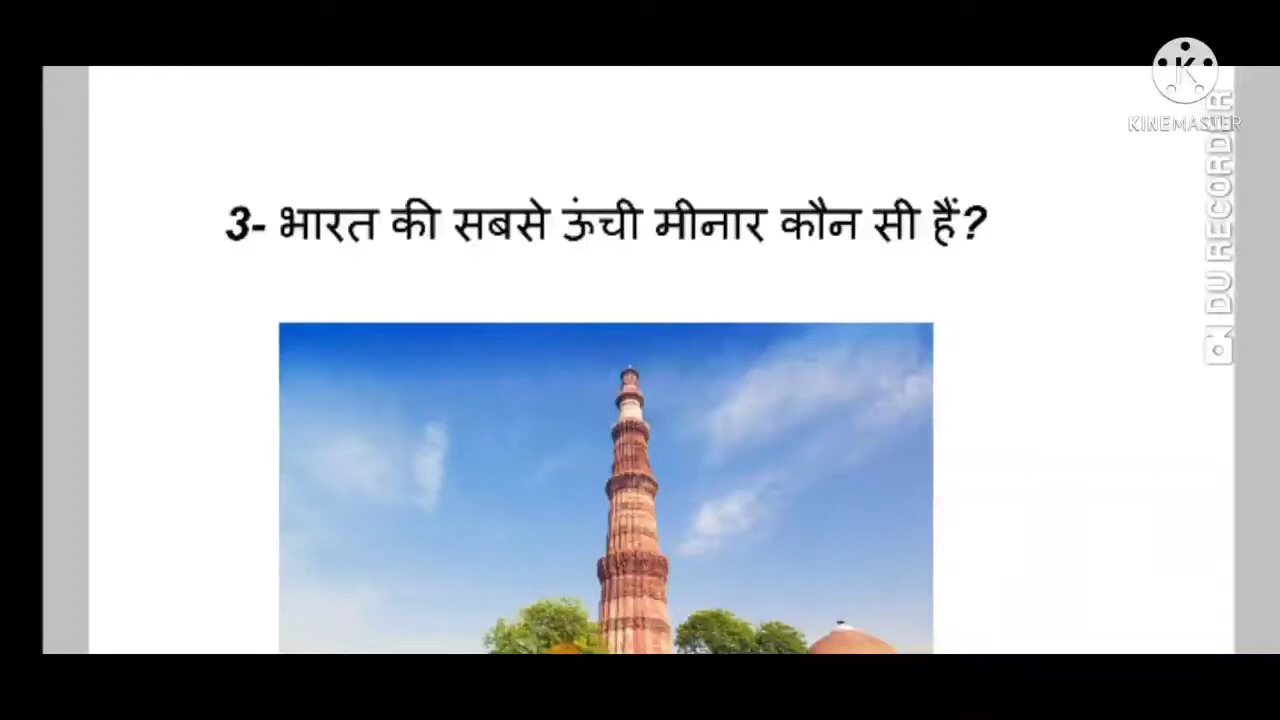 3- भारत की सबसे ऊंची मीनार कौन सी हैं?
KINEMASTER
DU RECORDER